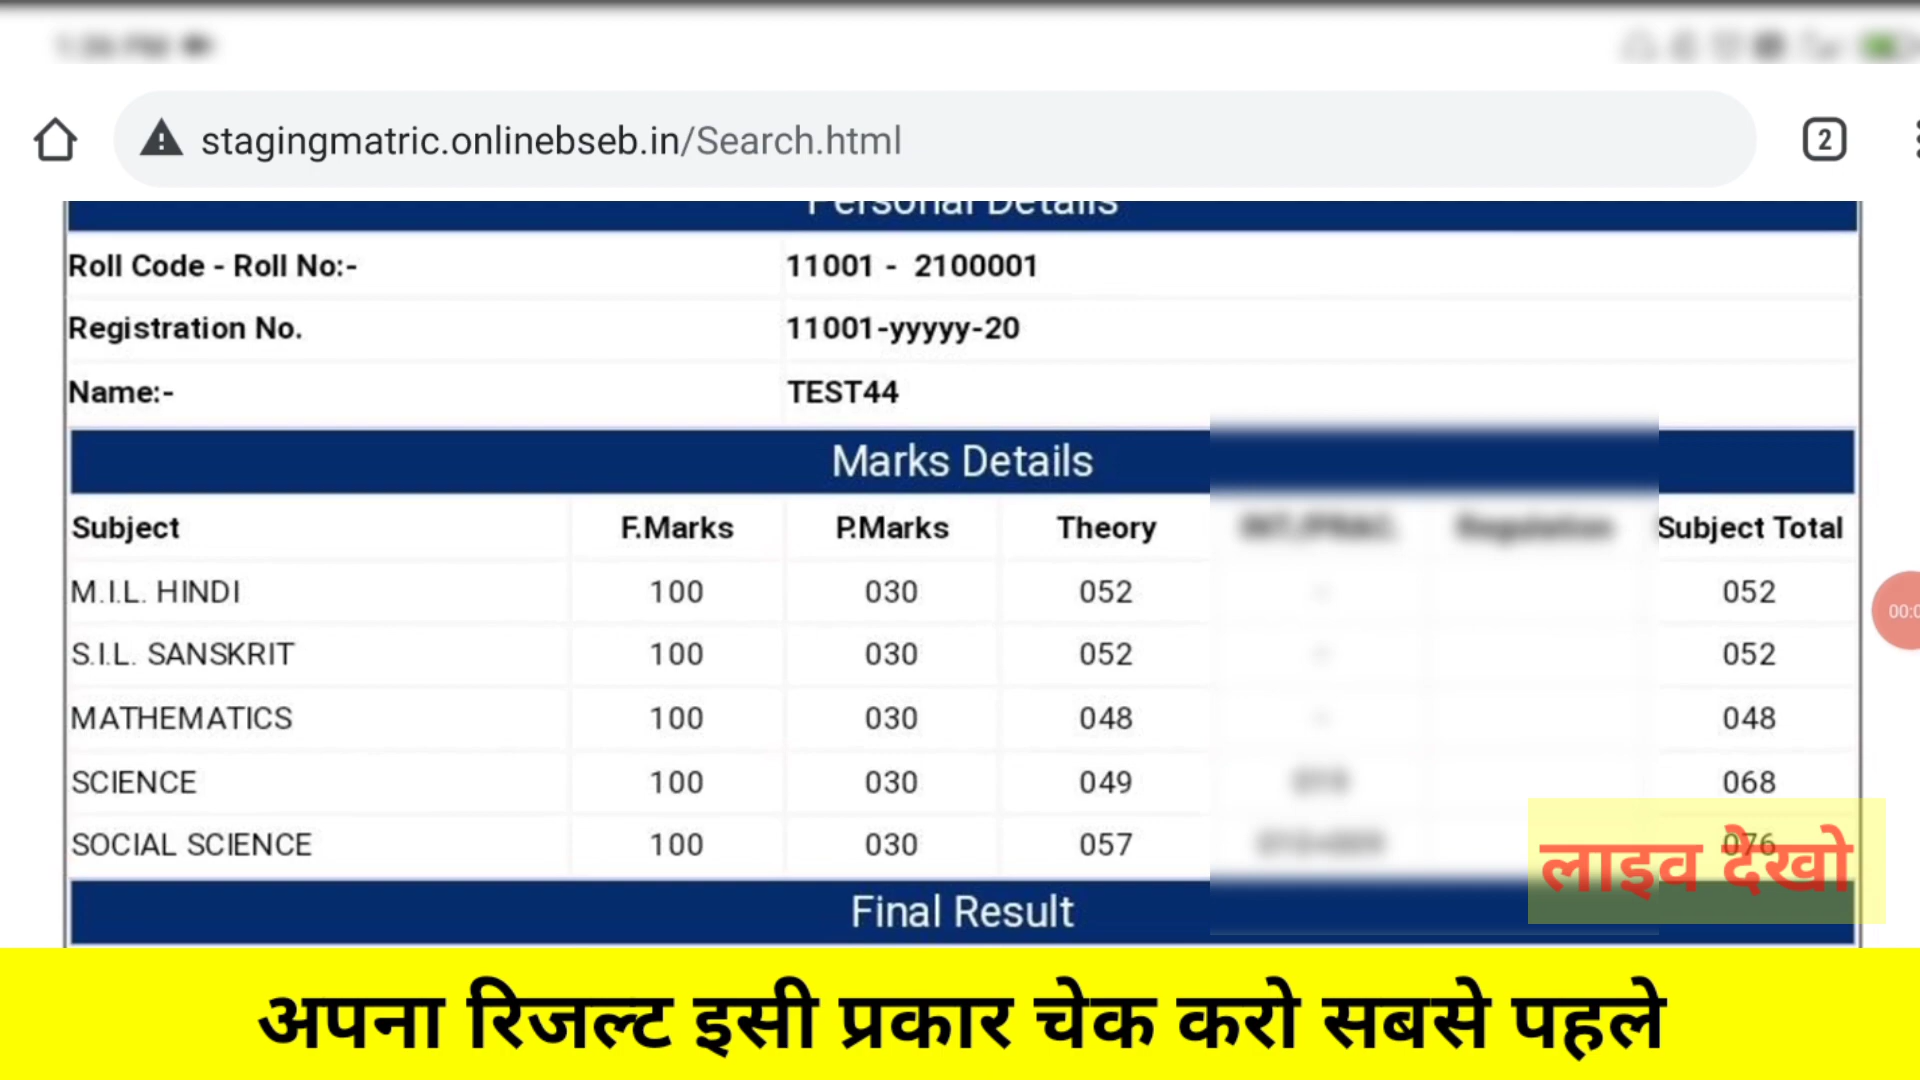 stagingmatric.onlinebseb.in/Search.html
2
Personal Details
Roll Code - Roll No:- 11001 - 2100001
Registration No. 11001-yyyyy-20
Name:- TEST44
Marks Details
Subject F.Marks P.Marks Theory Subject Total
M.I.L. HINDI 100 030 052 052
S.I.L. SANSKRIT 100 030 052 052
MATHEMATICS 100 030 048 048
SCIENCE 100 030 049 068
SOCIAL SCIENCE 100 030 057 076
लाइव देखो
Final Result
अपना रिजल्ट इसी प्रकार चेक करो सबसे पहले